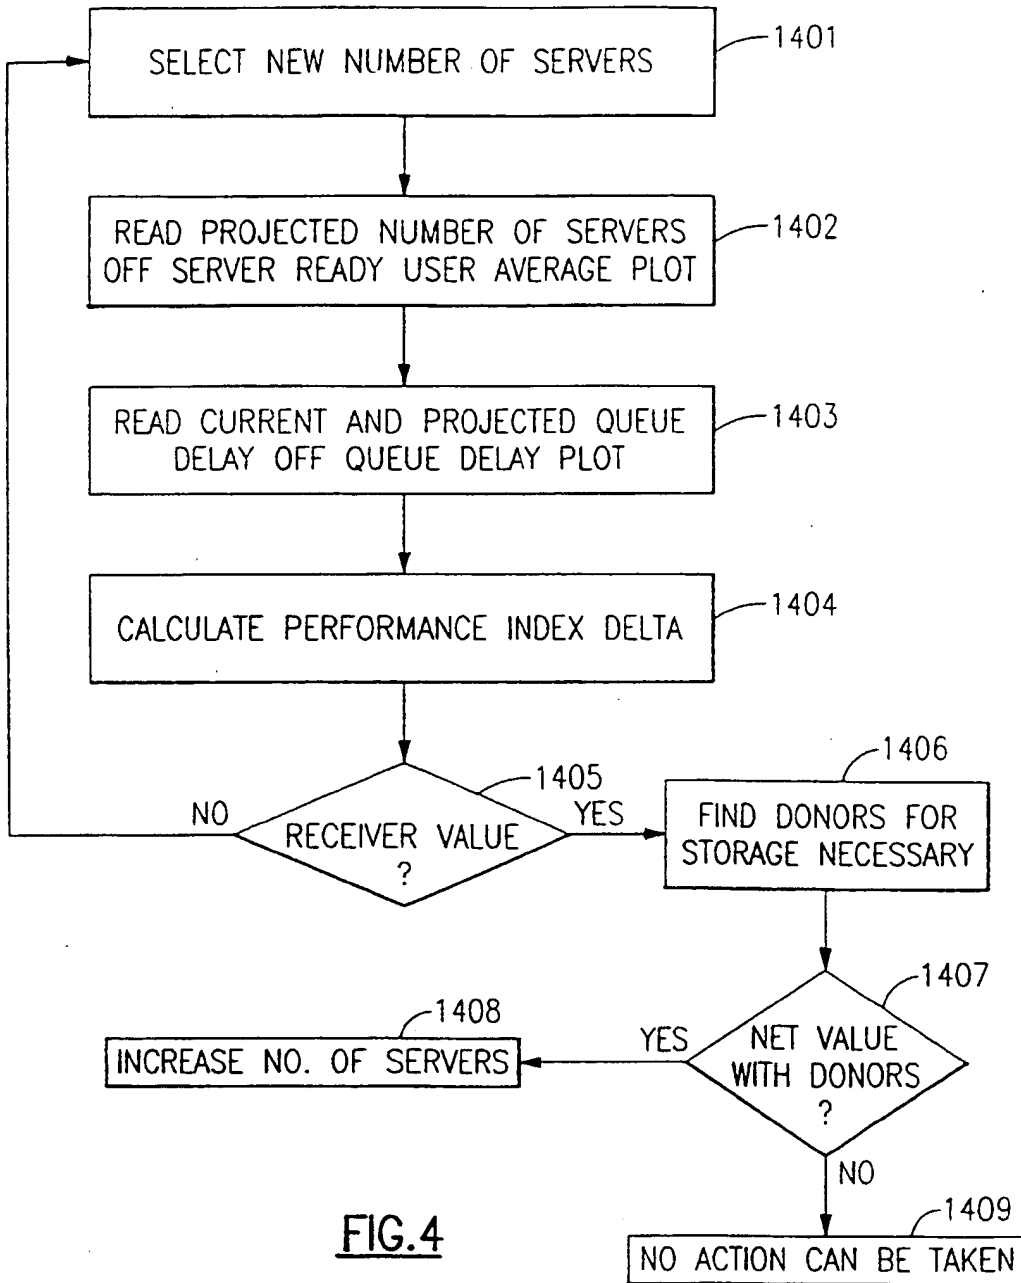 SELECT NEW NUMBER OF SERVERS
1401
READ PROJECTED NUMBER OF SERVERS
OFF SERVER READY USER AVERAGE PLOT
1402
READ CURRENT AND PROJECTED QUEUE
DELAY OFF QUEUE DELAY PLOT
1403
CALCULATE PERFORMANCE INDEX DELTA
1404
1405
NO
RECEIVER VALUE
?
YES
1406
FIND DONORS FOR
STORAGE NECESSARY
1407
NET VALUE
WITH DONORS
?
YES
1408
INCREASE NO. OF SERVERS
NO
1409
NO ACTION CAN BE TAKEN
FIG.4